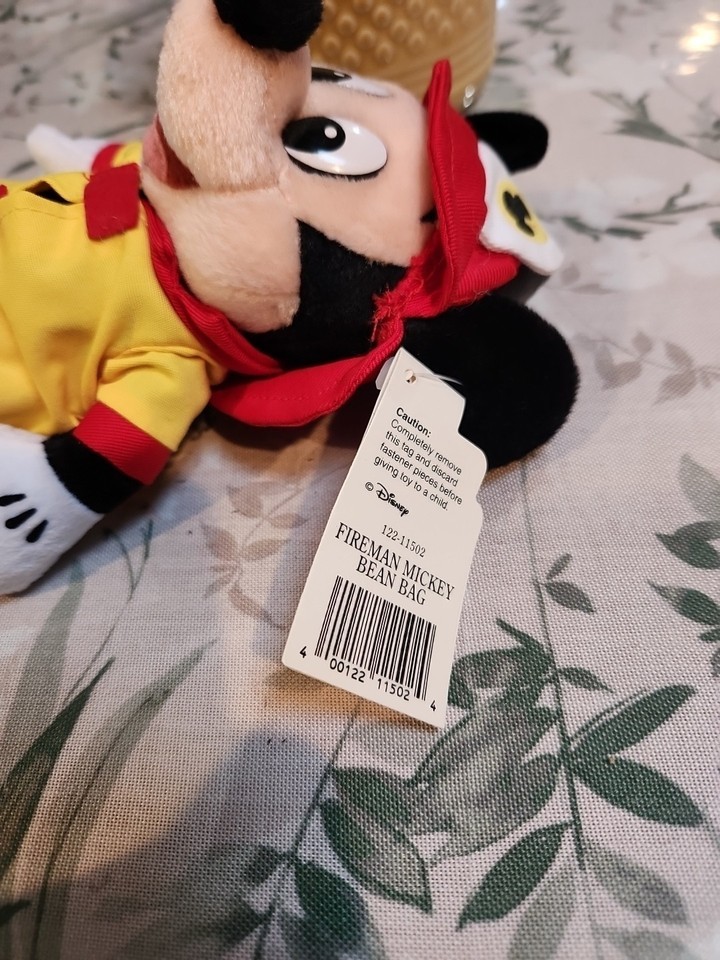 Caution:
Completely remove
this tag and discard
fastener pieces before
giving toy to a child.
© Disney
122-11502
FIREMAN MICKEY
BEAN BAG
4 00122 11502 4